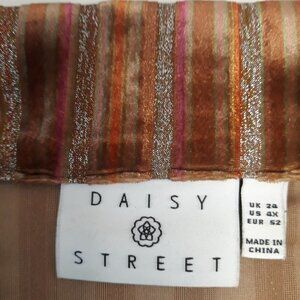 DAISY
STREET
UK 24
US 4X
EUR 52
MADE IN
CHINA